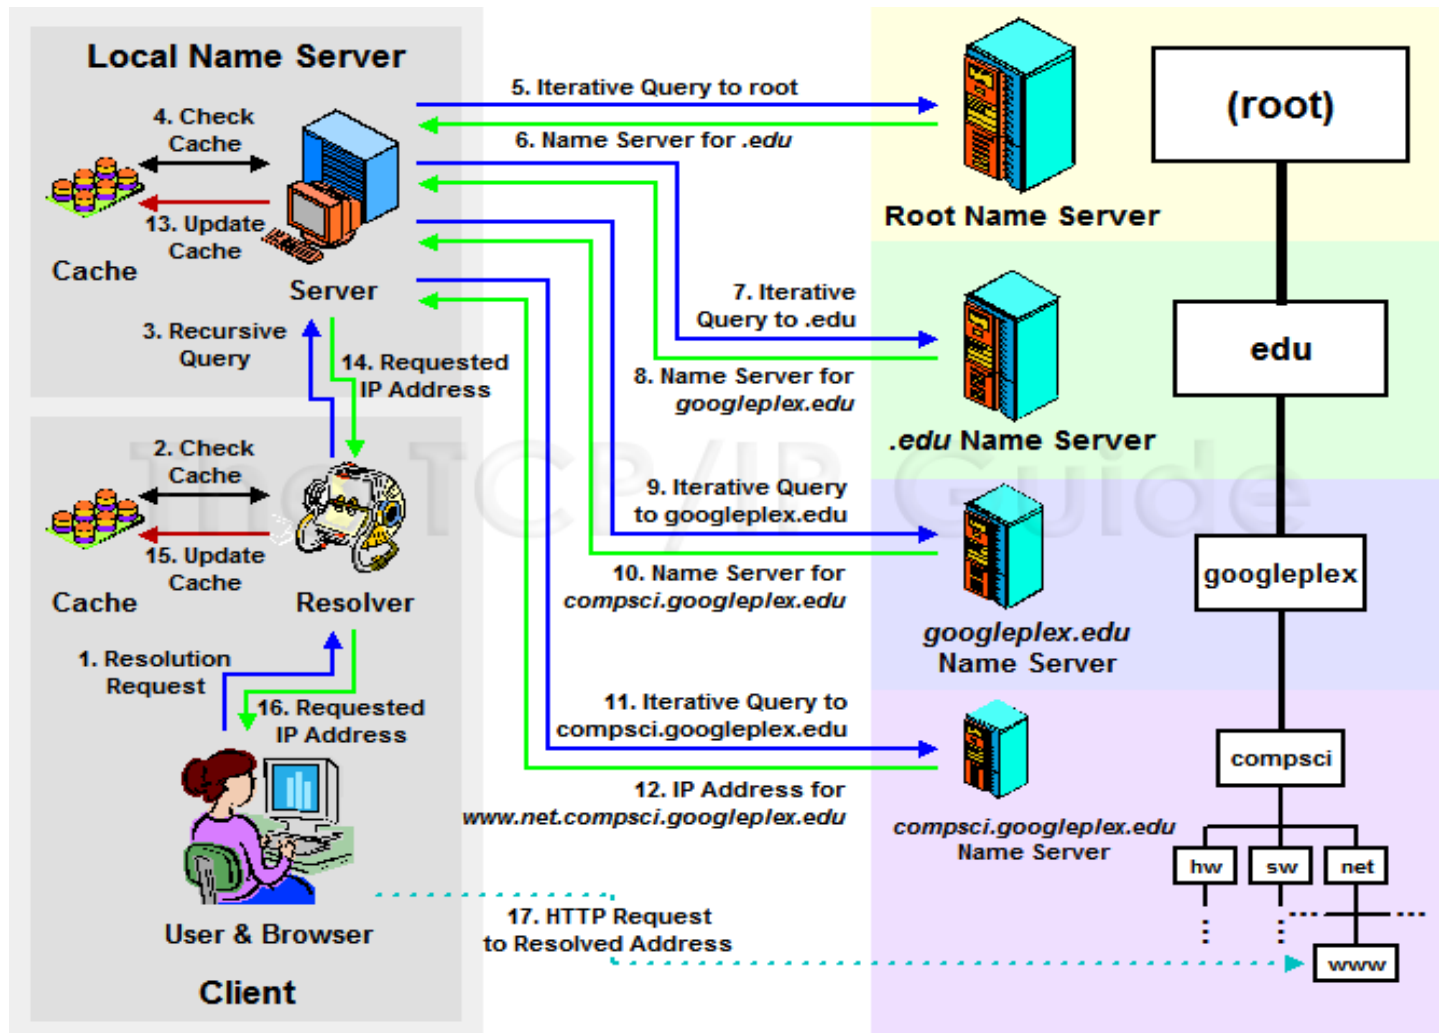 Local Name Server
4. Check
Cache
13. Update
Cache
Cache
Server
3. Recursive
Query
14. Requested
IP Address
2. Check
Cache
15. Update
Cache
Cache
Resolver
1. Resolution
Request
16. Requested
IP Address
User & Browser
Client
5. Iterative Query to root
6. Name Server for .edu
7. Iterative
Query to .edu
8. Name Server for
googleplex.edu
9. Iterative Query
to googleplex.edu
10. Name Server for
compsci.googleplex.edu
11. Iterative Query to
compsci.googleplex.edu
12. IP Address for
www.net.compsci.googleplex.edu
17. HTTP Request
to Resolved Address
Root Name Server
.edu Name Server
googleplex.edu
Name Server
compsci.googleplex.edu
Name Server
(root)
edu
googleplex
compsci
hw
sw
net
www
The TCP/IP Guide